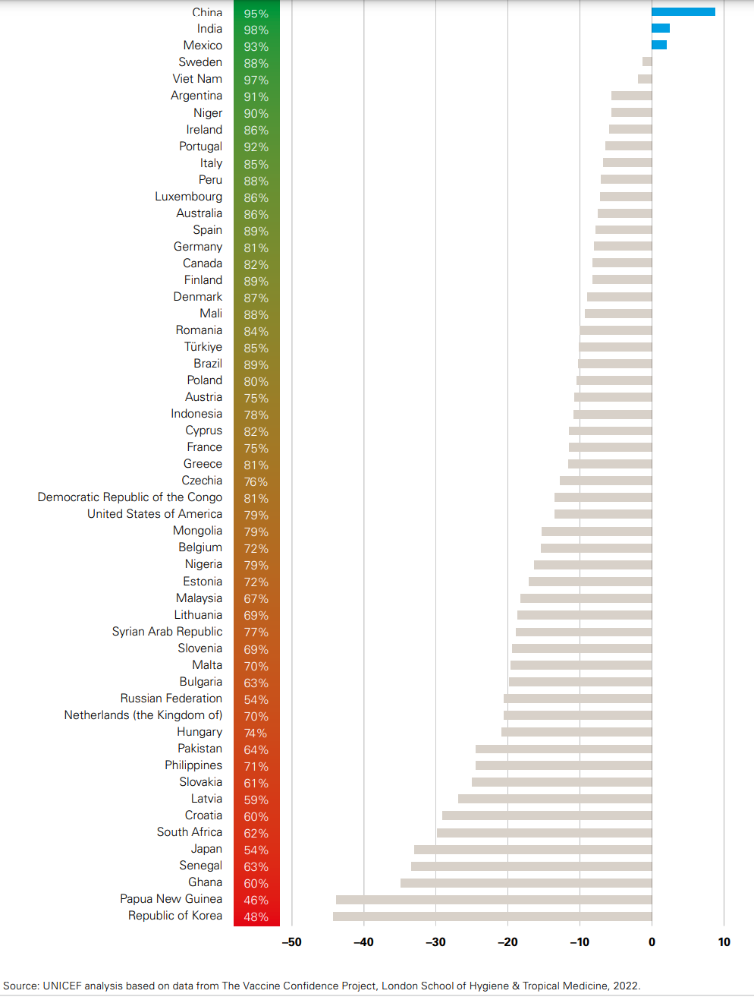 China 95%
India 98%
Mexico 93%
Sweden 88%
Viet Nam 97%
Argentina 91%
Niger 90%
Ireland 86%
Portugal 92%
Italy 85%
Peru 88%
Luxembourg 86%
Australia 86%
Spain 89%
Germany 81%
Canada 82%
Finland 89%
Denmark 87%
Mali 88%
Romania 84%
Türkiye 85%
Brazil 89%
Poland 80%
Austria 75%
Indonesia 78%
Cyprus 82%
France 75%
Greece 81%
Czechia 76%
Democratic Republic of the Congo 81%
United States of America 79%
Mongolia 79%
Belgium 72%
Nigeria 79%
Estonia 72%
Malaysia 67%
Lithuania 69%
Syrian Arab Republic 77%
Slovenia 69%
Malta 70%
Bulgaria 63%
Russian Federation 54%
Netherlands (the Kingdom of) 70%
Hungary 74%
Pakistan 64%
Philippines 71%
Slovakia 61%
Latvia 59%
Croatia 60%
South Africa 62%
Japan 54%
Senegal 63%
Ghana 60%
Papua New Guinea 46%
Republic of Korea 48%
–50 –40 –30 –20 –10 0 10
Source: UNICEF analysis based on data from The Vaccine Confidence Project, London School of Hygiene & Tropical Medicine, 2022.